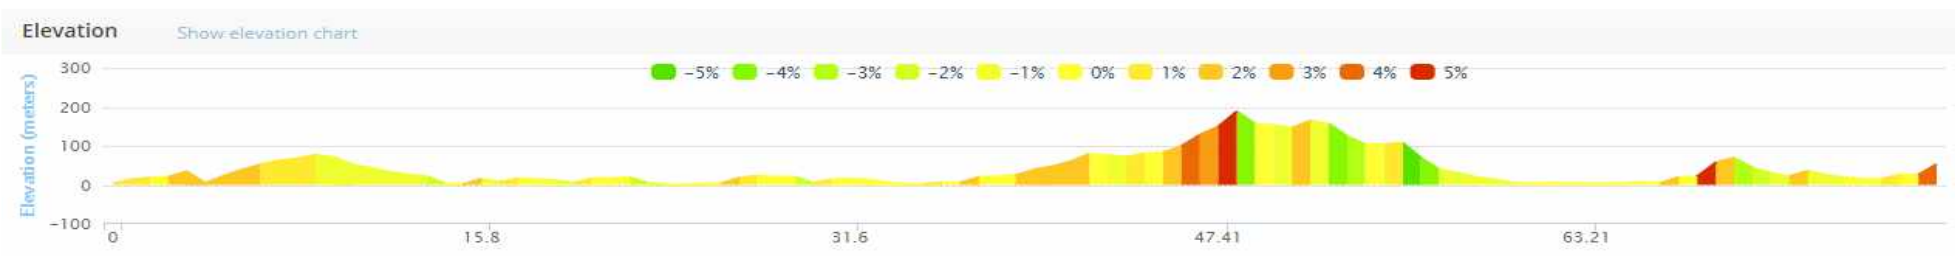 Elevation Show elevation chart
Elevation (meters)
300
200
100
0
−100
−5% −4% −3% −2% −1% 0% 1% 2% 3% 4% 5%
0 15.8 31.6 47.41 63.21